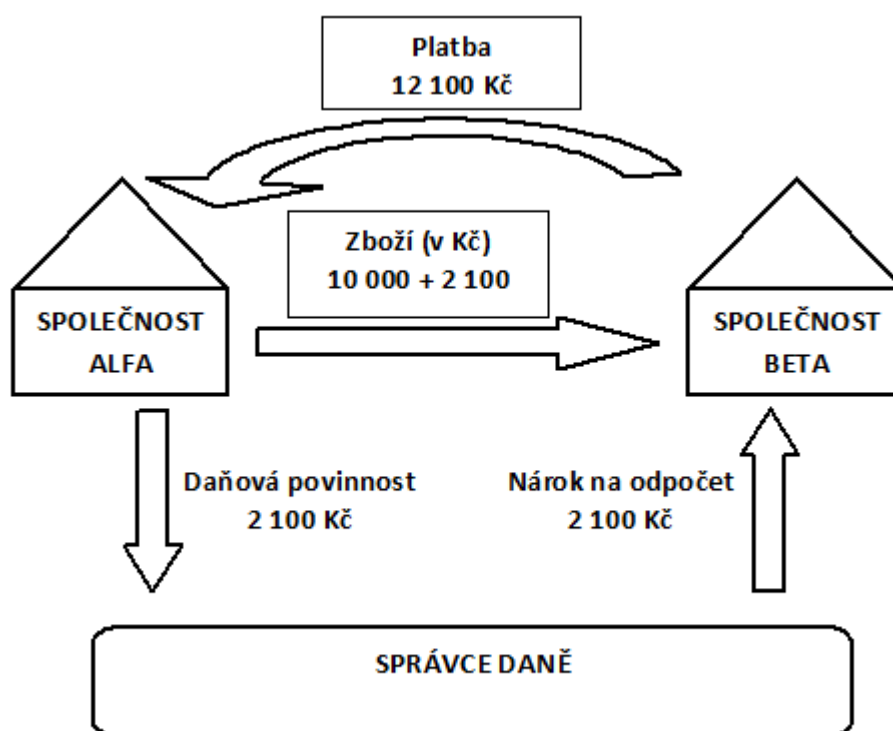 Platba
12 100 Kč
Zboží (v Kč)
10 000 + 2 100
SPOLEČNOST
ALFA
SPOLEČNOST
BETA
Daňová povinnost
2 100 Kč
Nárok na odpočet
2 100 Kč
SPRÁVCE DANĚ